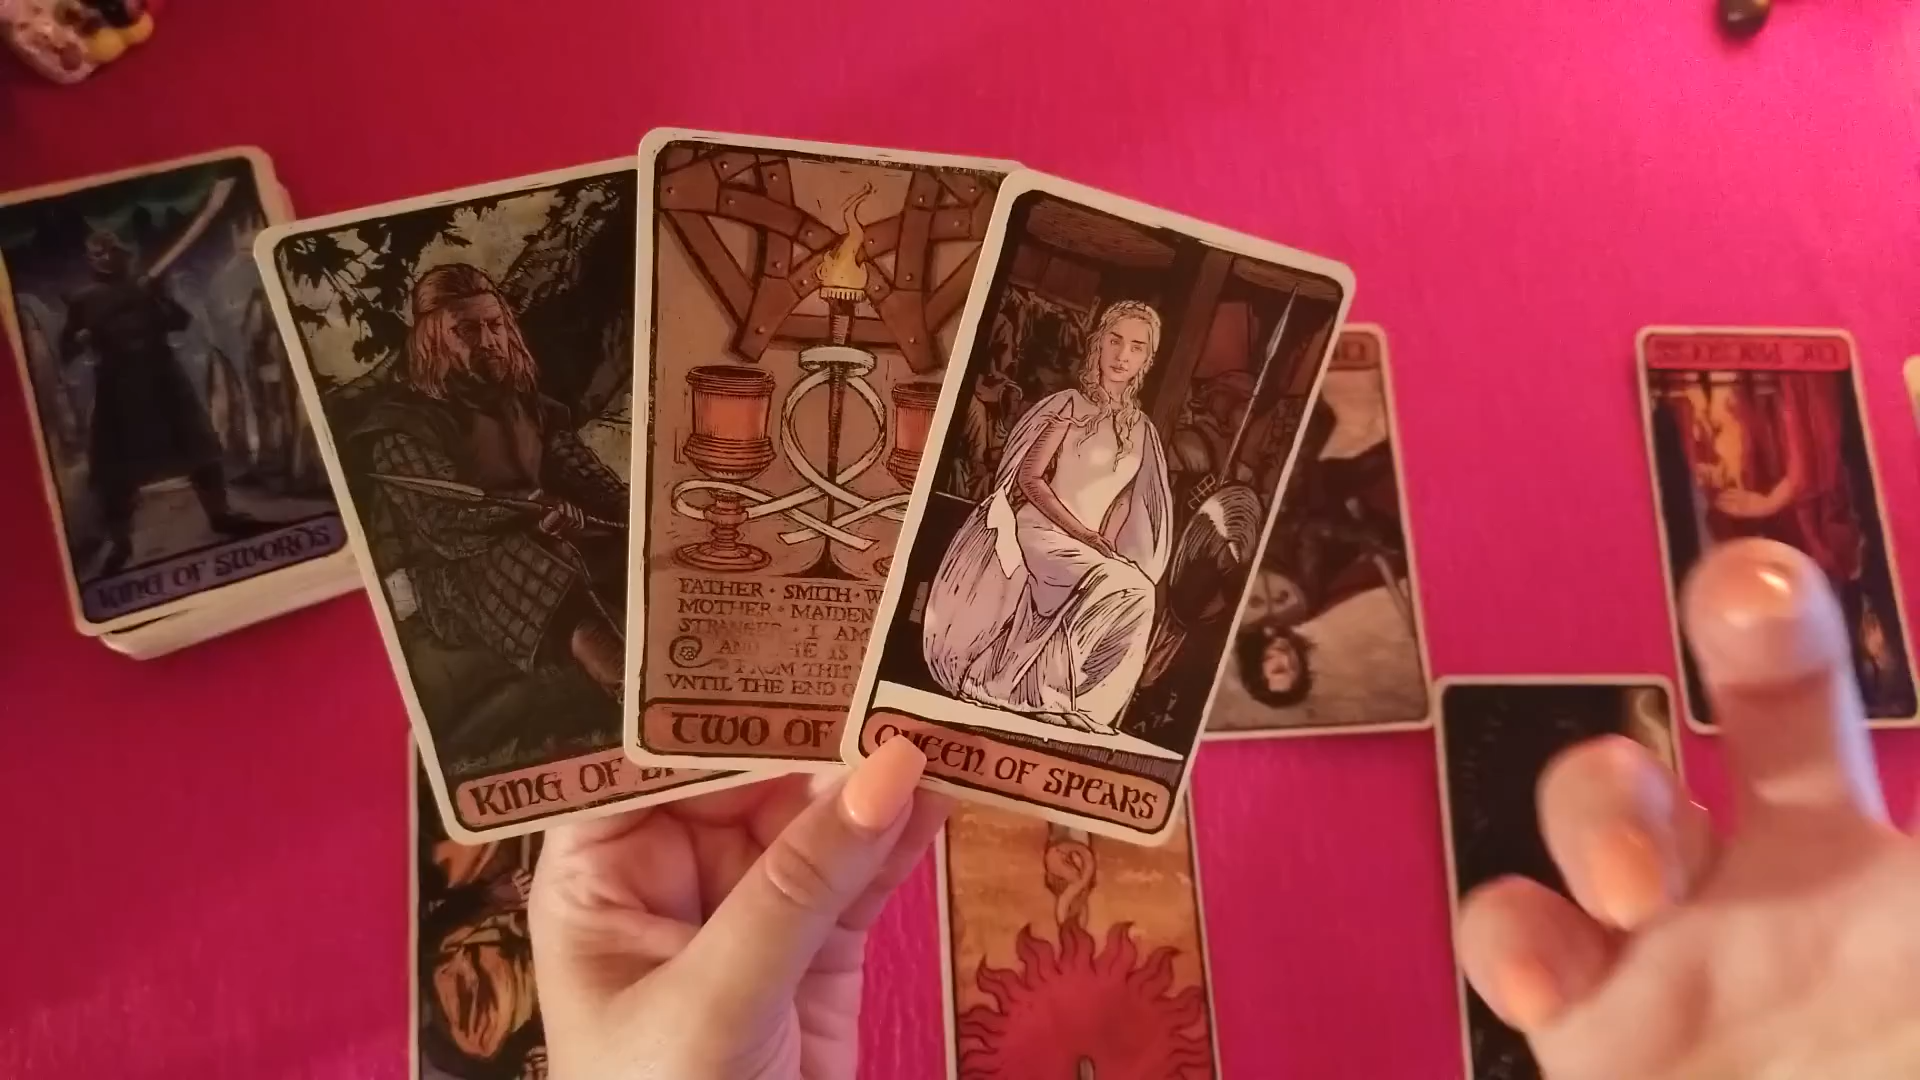 KING OF SWORDS
KING OF
FATHER · SMITH · W
MOTHER · MAIDEN
STRANGER · I AM
AND HE IS
FROM THIS
VNTIL THE END O
TWO OF
QUEEN OF SPEARS